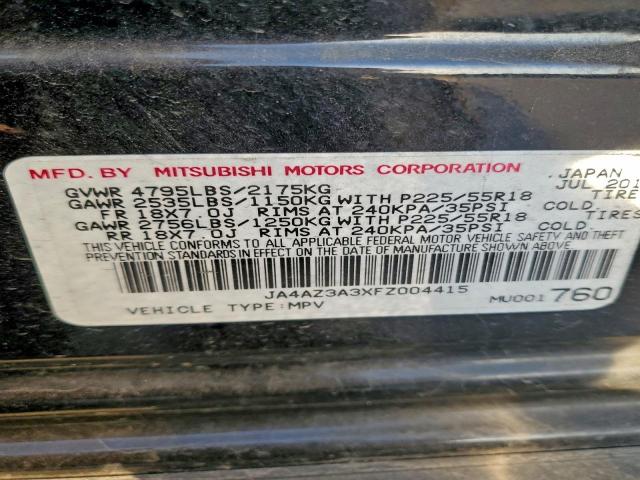 MFD. BY MITSUBISHI MOTORS CORPORATION JAPAN
GVWR 4795LBS/2175KG JUL 201
GAWR 2535LBS/1150KG WITH P225/55R18 TIRES
FR 18X7.0J RIMS AT 240KPA/35PSI COLD
GAWR 2756LBS/1250KG WITH P225/55R18 TIRES
RR 18X7.0J RIMS AT 240KPA/35PSI COLD.
THIS VEHICLE CONFORMS TO ALL APPLICABLE FEDERAL MOTOR VEHICLE SAFETY AND THEFT
PREVENTION STANDARDS IN EFFECT ON THE DATE OF MANUFACTURE SHOWN ABOVE.
JA4AZ3A3XFZ004415
VEHICLE TYPE:MPV MU001 760